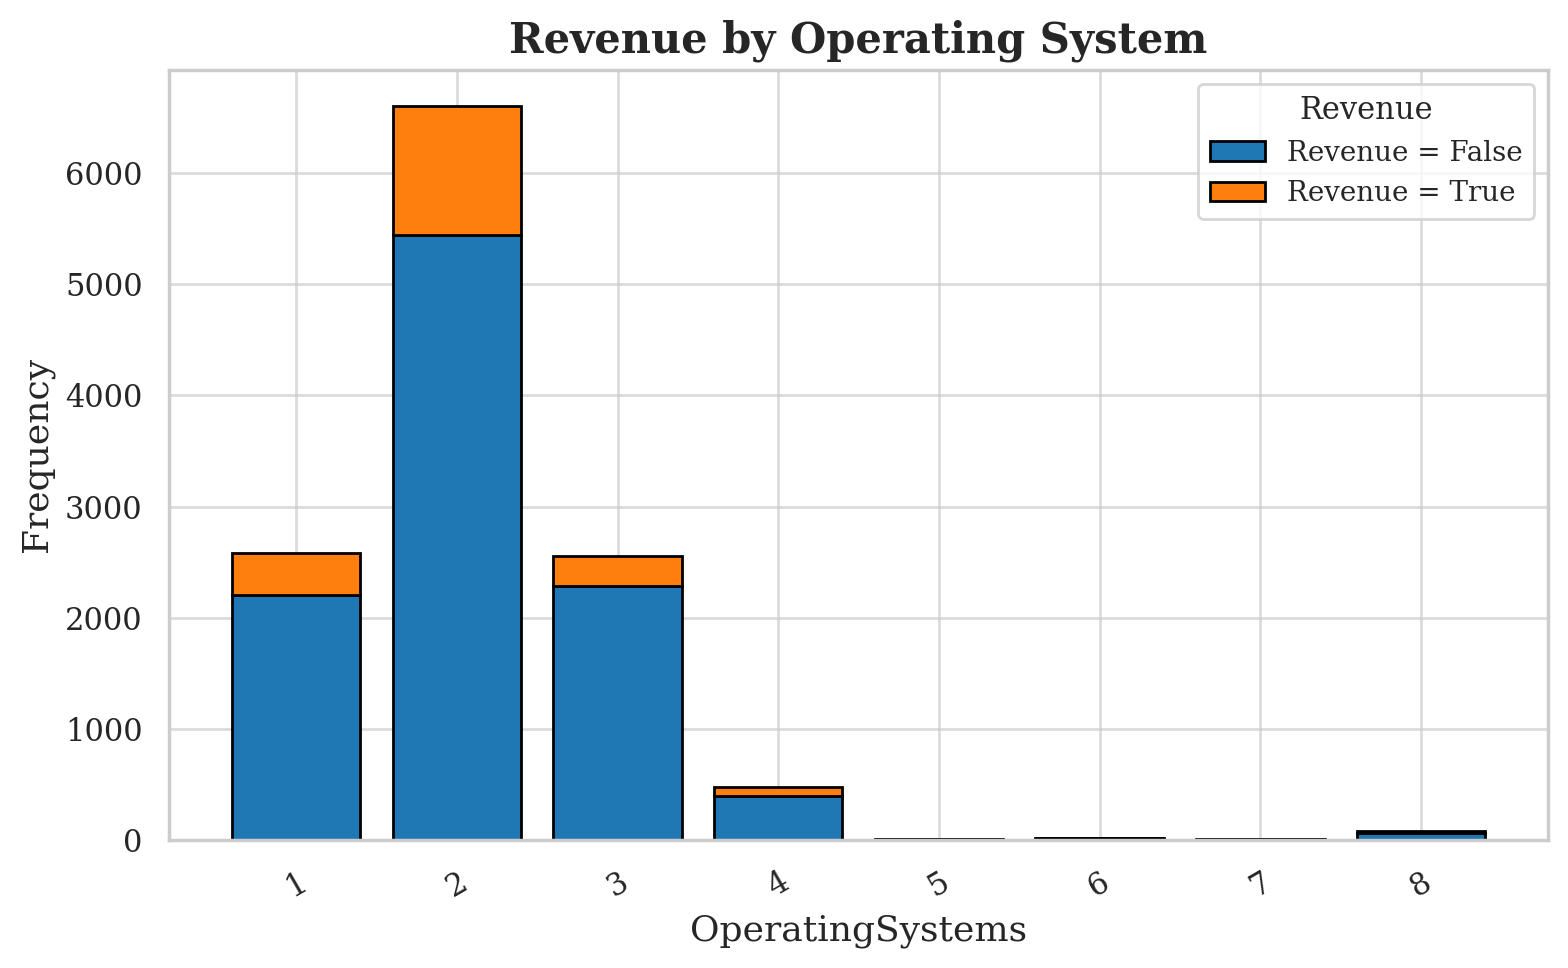 Revenue by Operating System
Revenue
Revenue = False
Revenue = True
Frequency
6000
5000
4000
3000
2000
1000
0
1 2 3 4 5 6 7 8
OperatingSystems